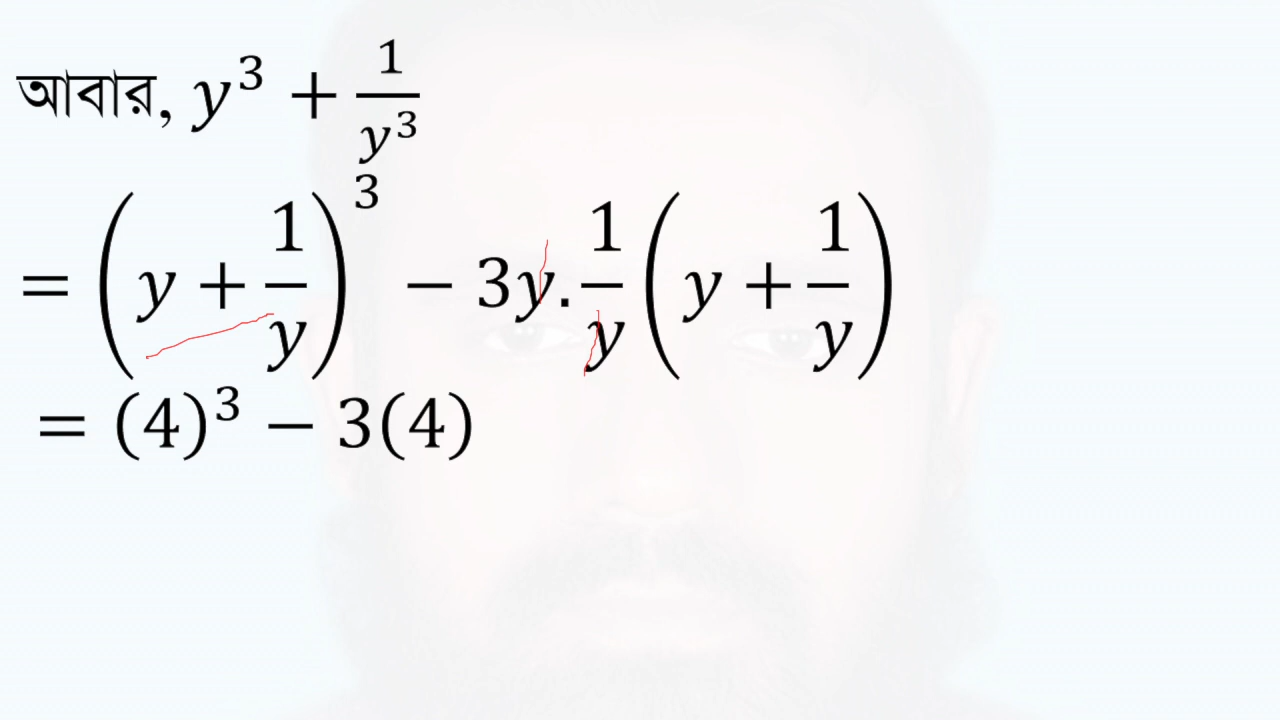 আবার, y³ + 1/y³
= (y + 1/y)³ − 3y.1/y(y + 1/y)
= (4)³ − 3(4)